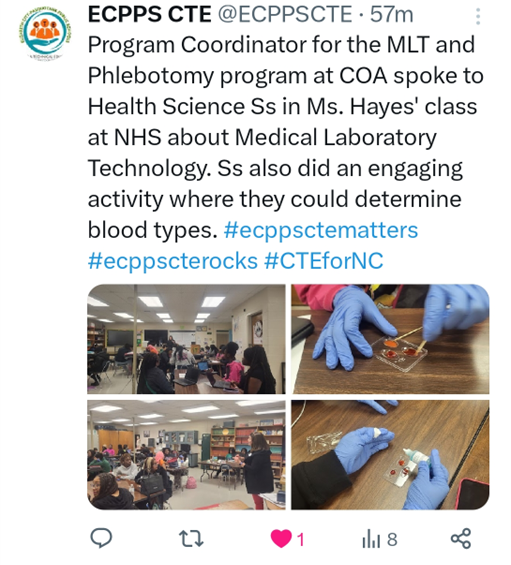 ECPPS CTE @ECPPSCTE · 57m
Program Coordinator for the MLT and
Phlebotomy program at COA spoke to
Health Science Ss in Ms. Hayes' class
at NHS about Medical Laboratory
Technology. Ss also did an engaging
activity where they could determine
blood types. #ecppsctematters
#ecppscterocks #CTEforNC
1
8